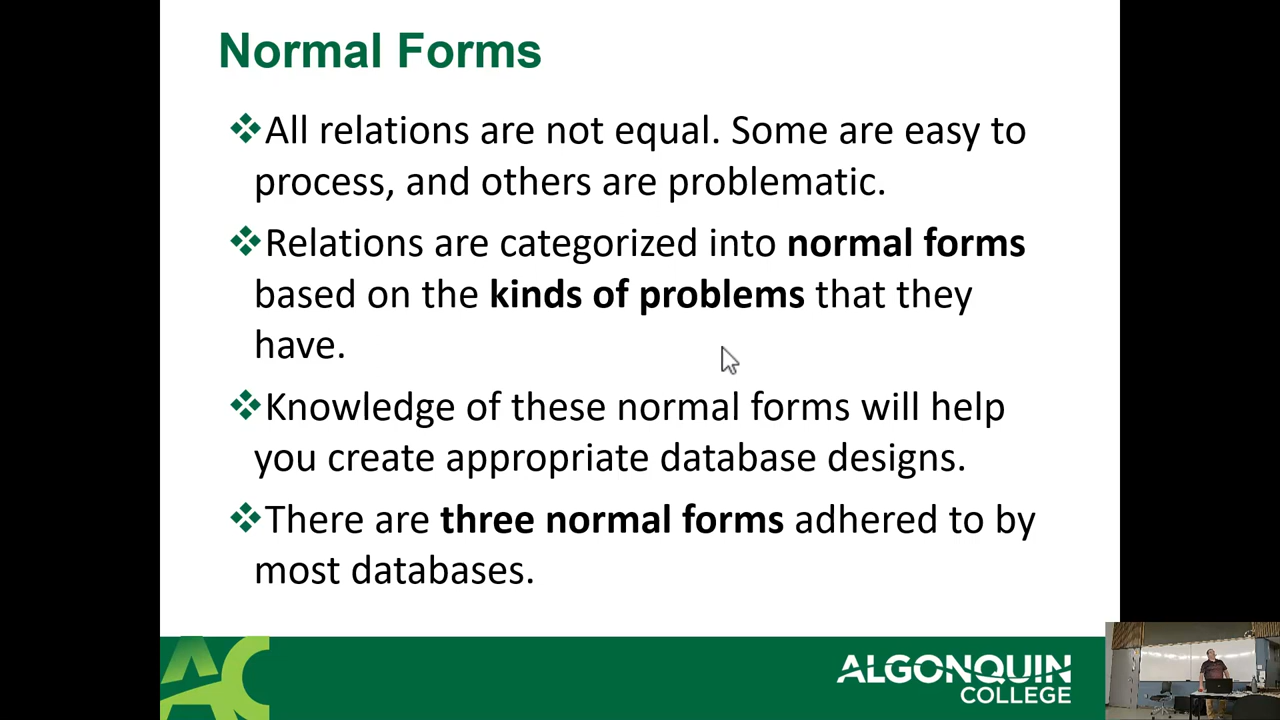 Normal Forms
❖All relations are not equal. Some are easy to
process, and others are problematic.
❖Relations are categorized into normal forms
based on the kinds of problems that they
have.
❖Knowledge of these normal forms will help
you create appropriate database designs.
❖There are three normal forms adhered to by
most databases.
AC
ALGONQUIN
COLLEGE